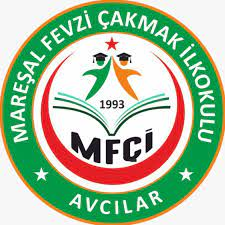 MAREŞAL FEVZİ ÇAKMAK İLKOKULU
1993
MFÇİ
AVCILAR